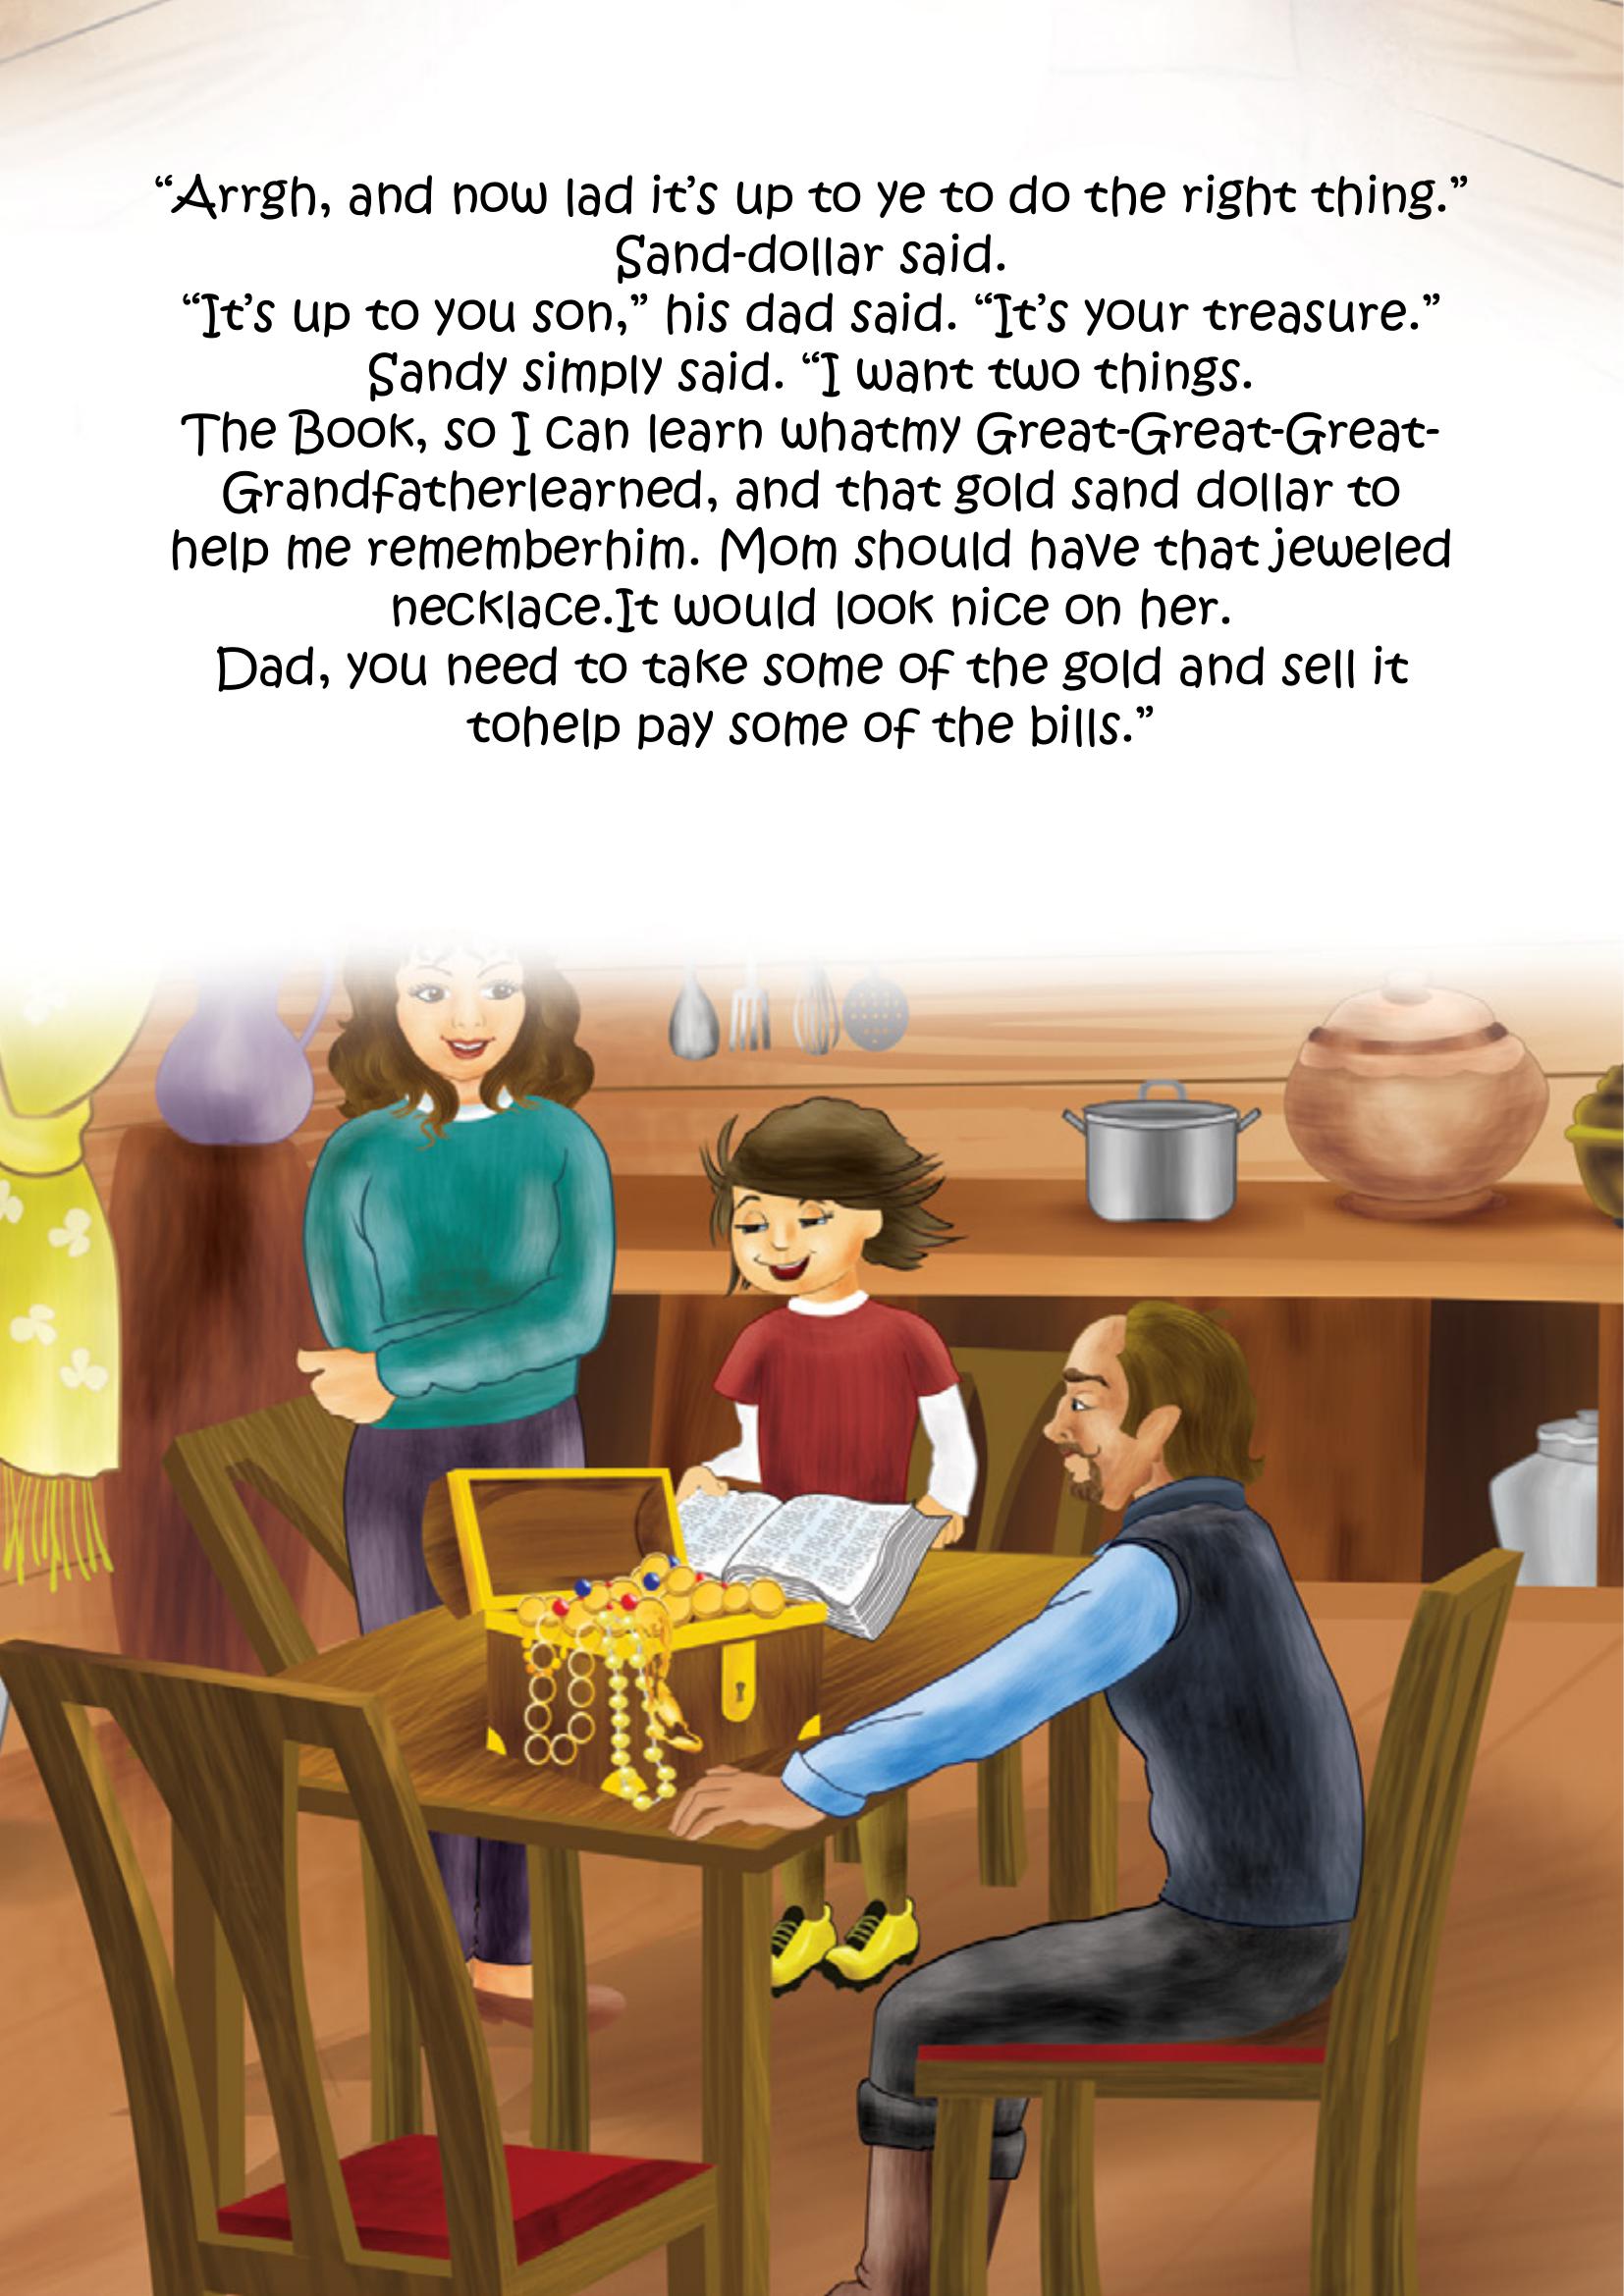 “Arrgh, and now lad it’s up to ye to do the right thing.”
Sand-dollar said.
“It’s up to you son,” his dad said. “It’s your treasure.”
Sandy simply said. “I want two things.
The Book, so I can learn whatmy Great-Great-Great-
Grandfatherlearned, and that gold sand dollar to
help me rememberhim. Mom should have that jeweled
necklace.It would look nice on her.
Dad, you need to take some of the gold and sell it
tohelp pay some of the bills.”